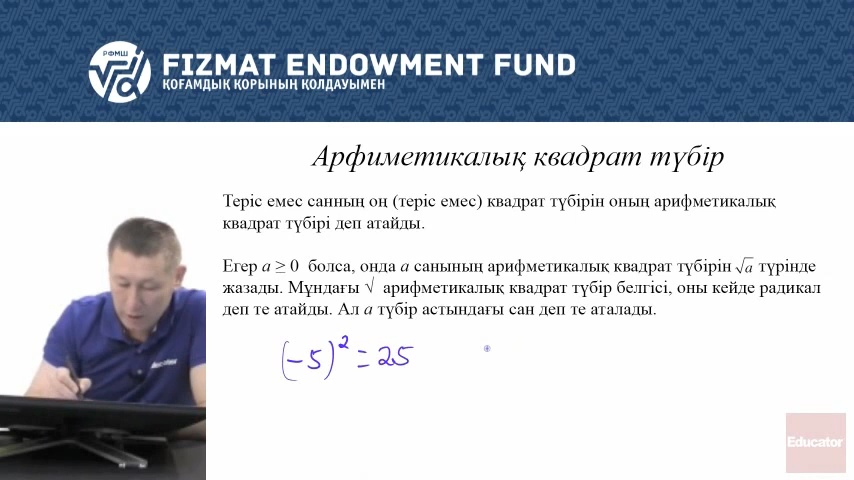 РФМШ
FIZMAT ENDOWMENT FUND
ҚОҒАМДЫҚ ҚОРЫНЫҢ ҚОЛДАУЫМЕН
Арфиметикалық квадрат түбір
Теріс емес санның оң (теріс емес) квадрат түбірін оның арифметикалық
квадрат түбірі деп атайды.
Егер a ≥ 0 болса, онда a санының арифметикалық квадрат түбірін √a түрінде
жазады. Мұндағы √ арифметикалық квадрат түбір белгісі, оны кейде радикал
деп те атайды. Ал a түбір астындағы сан деп те аталады.
(−5)² = 25
Educator